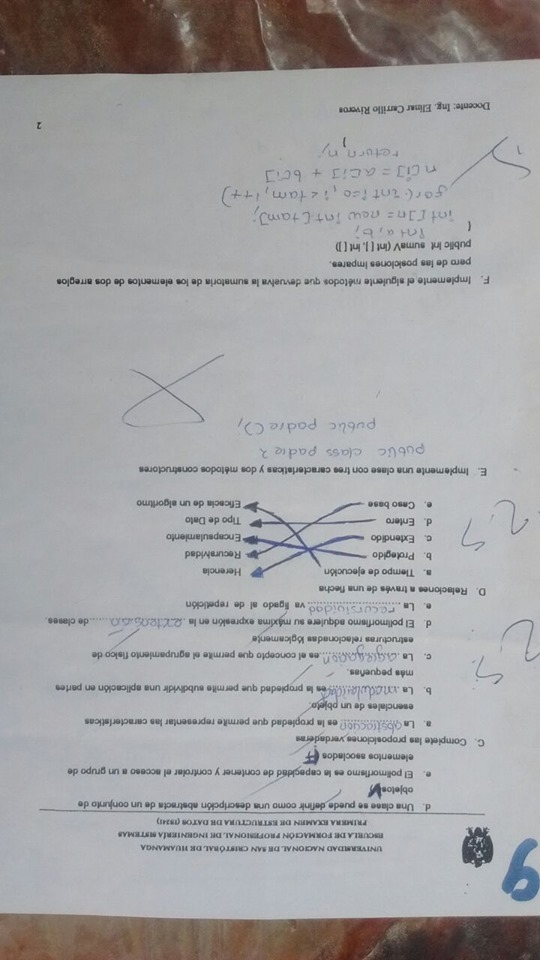 9
UNIVERSIDAD NACIONAL DE SAN CRISTÓBAL DE HUAMANGA
ESCUELA DE FORMACIÓN PROFESIONAL DE INGENIERÍA SISTEMAS
PRIMERA EXAMEN DE ESTRUCTURA DE DATOS (IS241)
d. Una clase se puede definir como una descripción abstracta de un conjunto de
objetos V
e. El polimorfismo es la capacidad de contener y controlar el acceso a un grupo de
elementos asociados F
C. Complete las proposiciones verdaderas
a. La abstracción es la propiedad que permite representar las características
esenciales de un objeto.
b. La modularidad es la propiedad que permite subdividir una aplicación en partes
más pequeñas.
c. La agregación es el concepto que permite el agrupamiento físico de
estructuras relacionadas lógicamente
d. El polimorfismo adquiere su máxima expresión en la extensión de clases.
e. La recursividad va ligado al de repetición
D. Relaciones a través de una flecha
a. Tiempo de ejecución Herencia
b. Protegido Recursividad
c. Extendido Encapsulamiento
d. Entero Tipo de Dato
e. Caso base Eficacia de un algoritmo
E. Implemente una clase con tres características y dos métodos constructores
public class padre {
public padre();
F. Implemente el siguiente métodos que devuelva la sumatoria de los elementos de dos arreglos
pero de las posiciones impares.
public int sumaV (int [ ], int [ ])
{ int a, b;
int []n = new int[tam];
for( int i=0, i<tam, i++)
n[i] = a[i] + b[i]
return n;
}
2
Docente: Ing. Elinar Carrillo Riveros